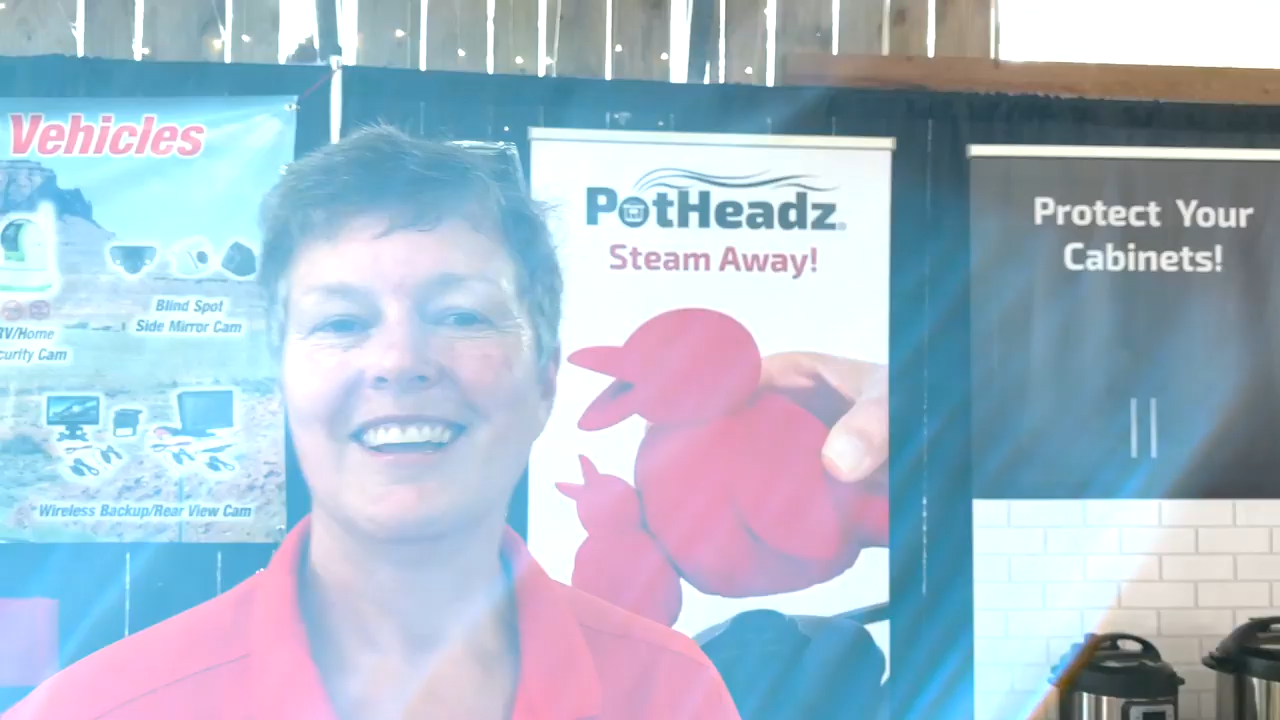 Vehicles
Blind Spot
Side Mirror Cam
RV/Home
curity Cam
Wireless Backup/Rear View Cam
PotHeadz
Steam Away!
Protect Your
Cabinets!